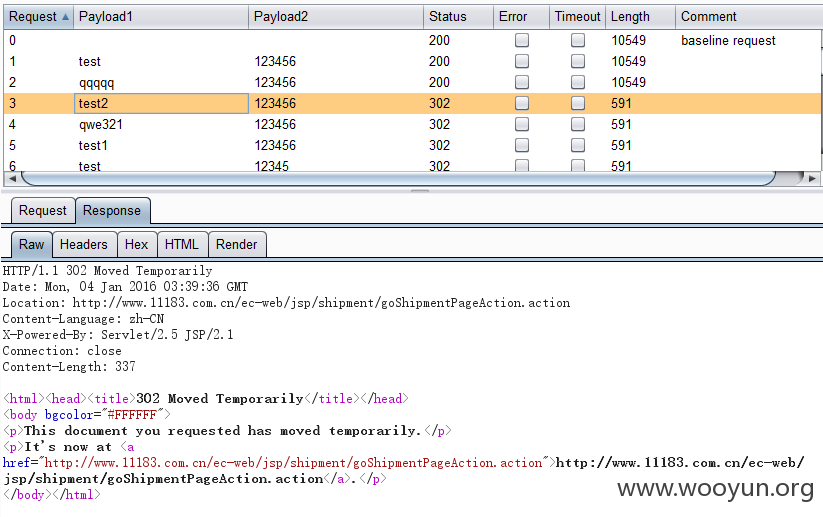 Request Payload1 Payload2 Status Error Timeout Length Comment
0 200 10549 baseline request
1 test 123456 200 10549
2 qqqqq 123456 200 10549
3 test2 123456 302 591
4 qwe321 123456 302 591
5 test1 123456 302 591
6 test 12345 302 591
Request Response
Raw Headers Hex HTML Render
HTTP/1.1 302 Moved Temporarily
Date: Mon, 04 Jan 2016 03:39:36 GMT
Location: http://www.11183.com.cn/ec-web/jsp/shipment/goShipmentPageAction.action
Content-Language: zh-CN
X-Powered-By: Servlet/2.5 JSP/2.1
Connection: close
Content-Length: 337
<html><head><title>302 Moved Temporarily</title></head>
<body bgcolor="#FFFFFF">
<p>This document you requested has moved temporarily.</p>
<p>It's now at <a
href="http://www.11183.com.cn/ec-web/jsp/shipment/goShipmentPageAction.action">http://www.11183.com.cn/ec-web/
jsp/shipment/goShipmentPageAction.action</a>.</p>
</body></html>
www.wooyun.org